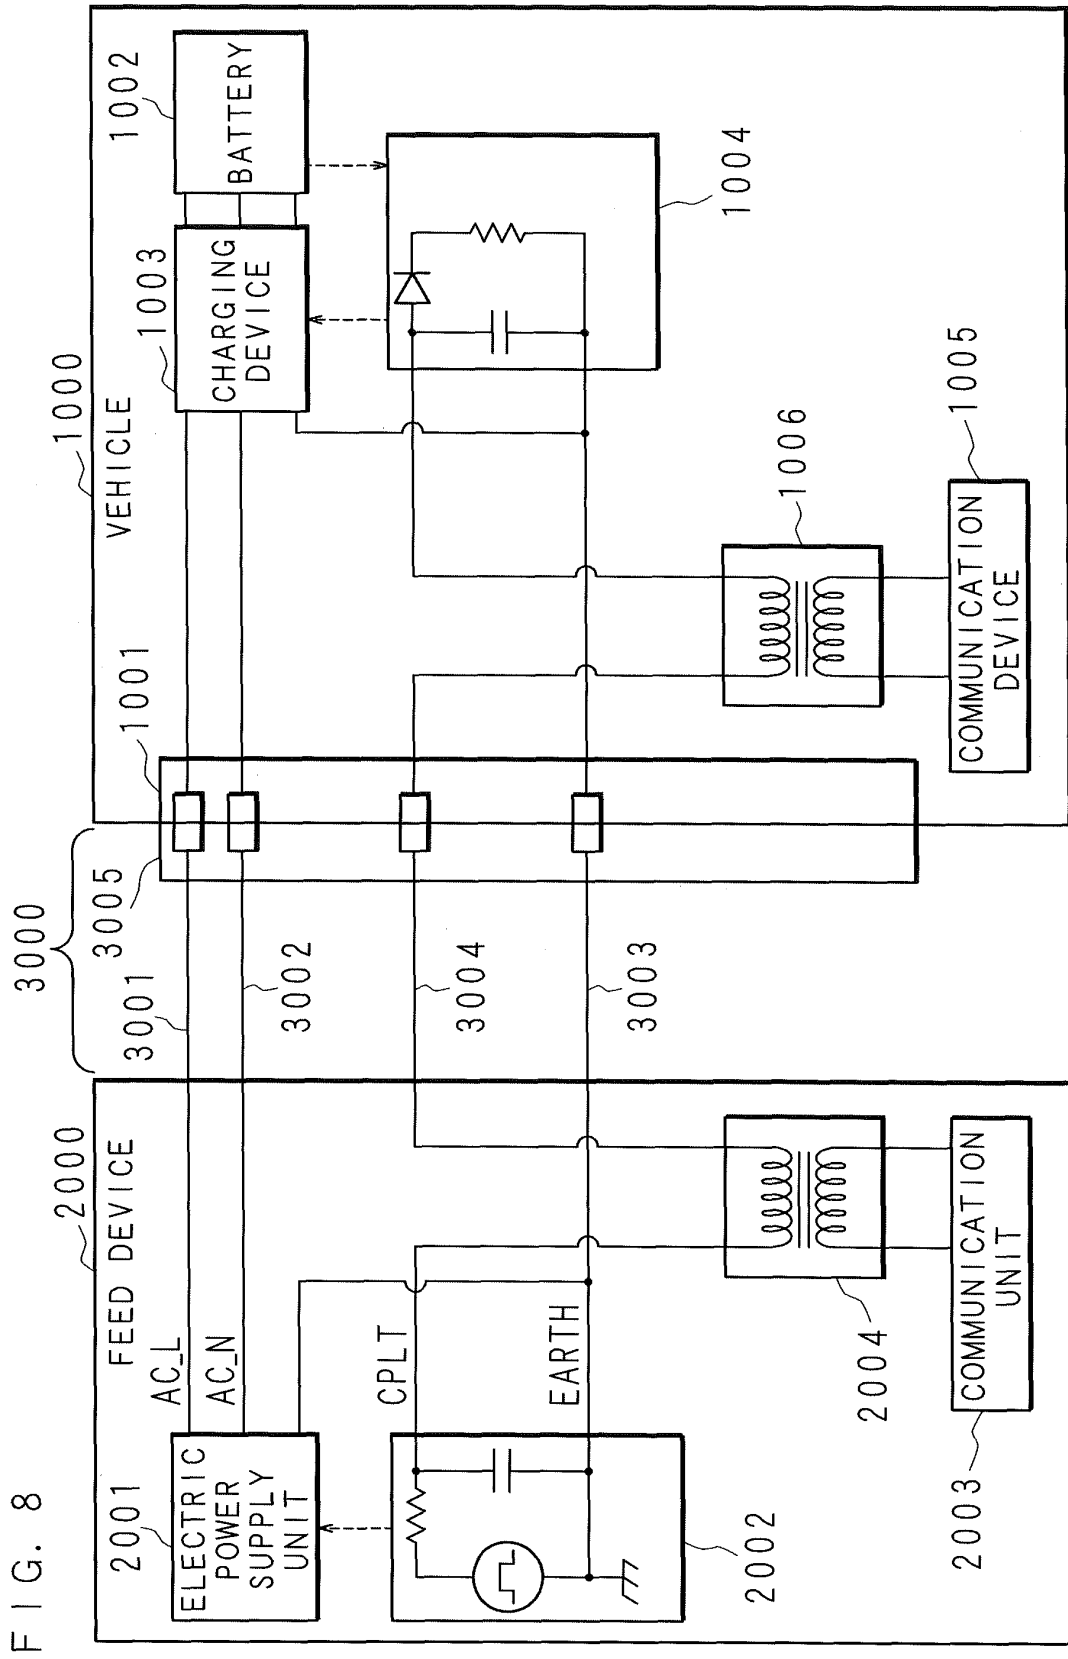 FIG. 8
2000
FEED DEVICE
2001
ELECTRIC
POWER
SUPPLY
UNIT
AC_L
AC_N
CPLT
EARTH
2002
2004
2003
COMMUNICATION
UNIT
3000
3001
3002
3004
3003
3005
1001
1000
VEHICLE
1003
CHARGING
DEVICE
1002
BATTERY
1004
1006
1005
COMMUNICATION
DEVICE